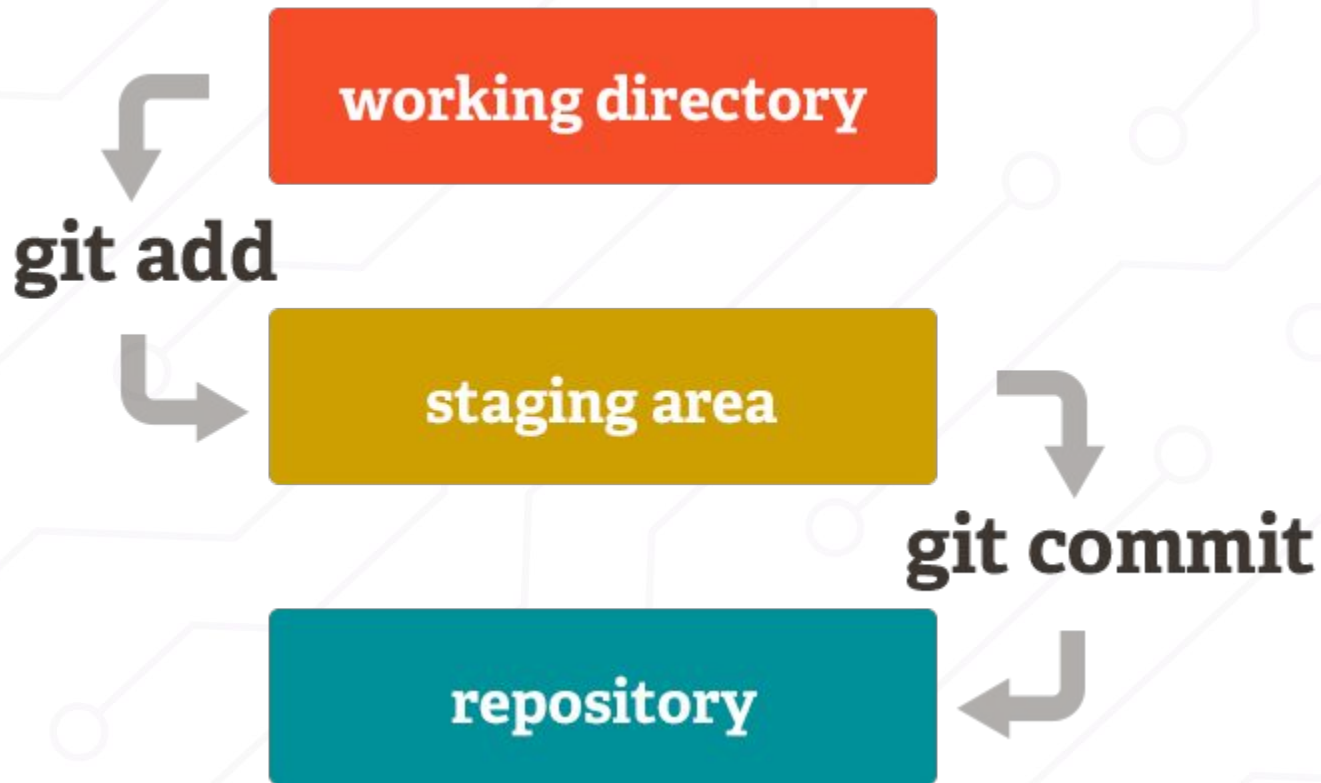 working directory
git add
staging area
git commit
repository